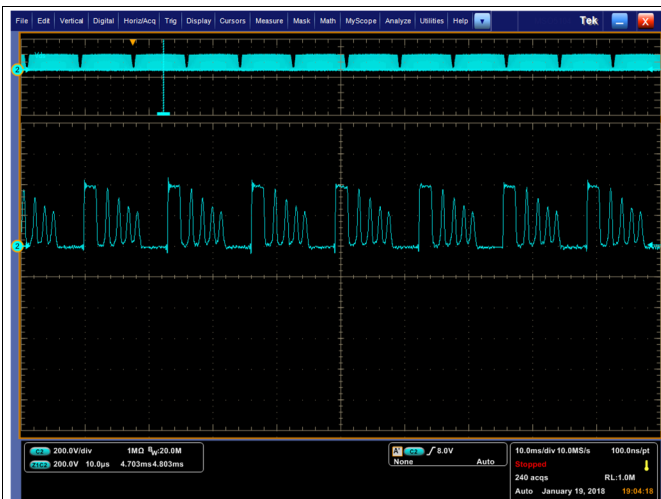 File Edit Vertical Digital Horiz/Acq Trig Display Cursors Measure Mask Math MyScope Analyze Utilities Help Tek X
2
2
C2 200.0V/div 1MΩ BW:20.0M
Z1C2 200.0V 10.0µs 4.703ms 4.803ms
A' C2 8.0V
None Auto
10.0ms/div 10.0MS/s 100.0ns/pt
Stopped
240 acqs RL:1.0M
Auto January 19, 2018 19:04:18